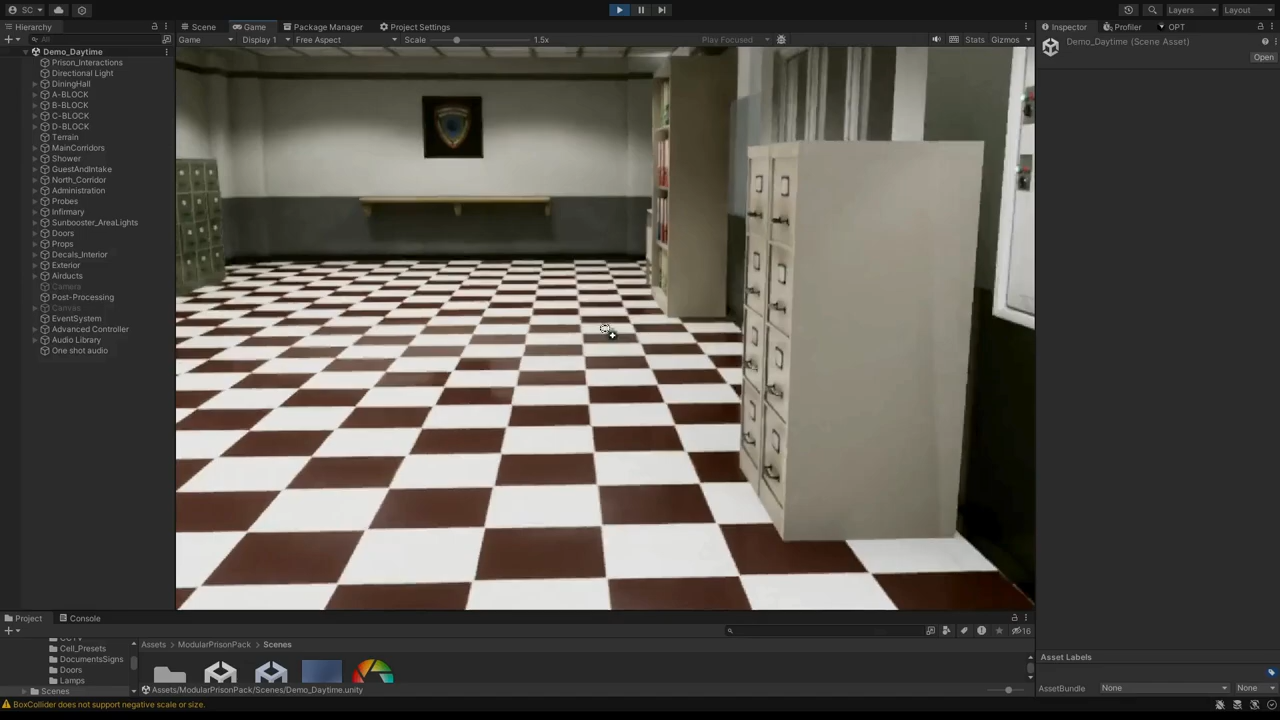 SC
Layers
Layout
Hierarchy
Scene
Game
Package Manager
Project Settings
Inspector
Profiler
OPT
All
Game
Display 1
Free Aspect
Scale
1.5x
Play Focused
Stats
Gizmos
Demo_Daytime (Scene Asset)
Open
Demo_Daytime
Prison_Interactions
Directional Light
DiningHall
A-BLOCK
B-BLOCK
C-BLOCK
D-BLOCK
Terrain
MainCorridors
Shower
GuestAndIntake
North_Corridor
Administration
Probes
Infirmary
Sunbooster_AreaLights
Doors
Props
Decals_Interior
Exterior
Airducts
Camera
Post-Processing
Canvas
EventSystem
Advanced Controller
Audio Library
One shot audio
Project
Console
16
CCTV
Cell_Presets
DocumentsSigns
Doors
Lamps
Scenes
Assets
ModularPrisonPack
Scenes
Assets/ModularPrisonPack/Scenes/Demo_Daytime.unity
Asset Labels
AssetBundle
None
None
BoxCollider does not support negative scale or size.